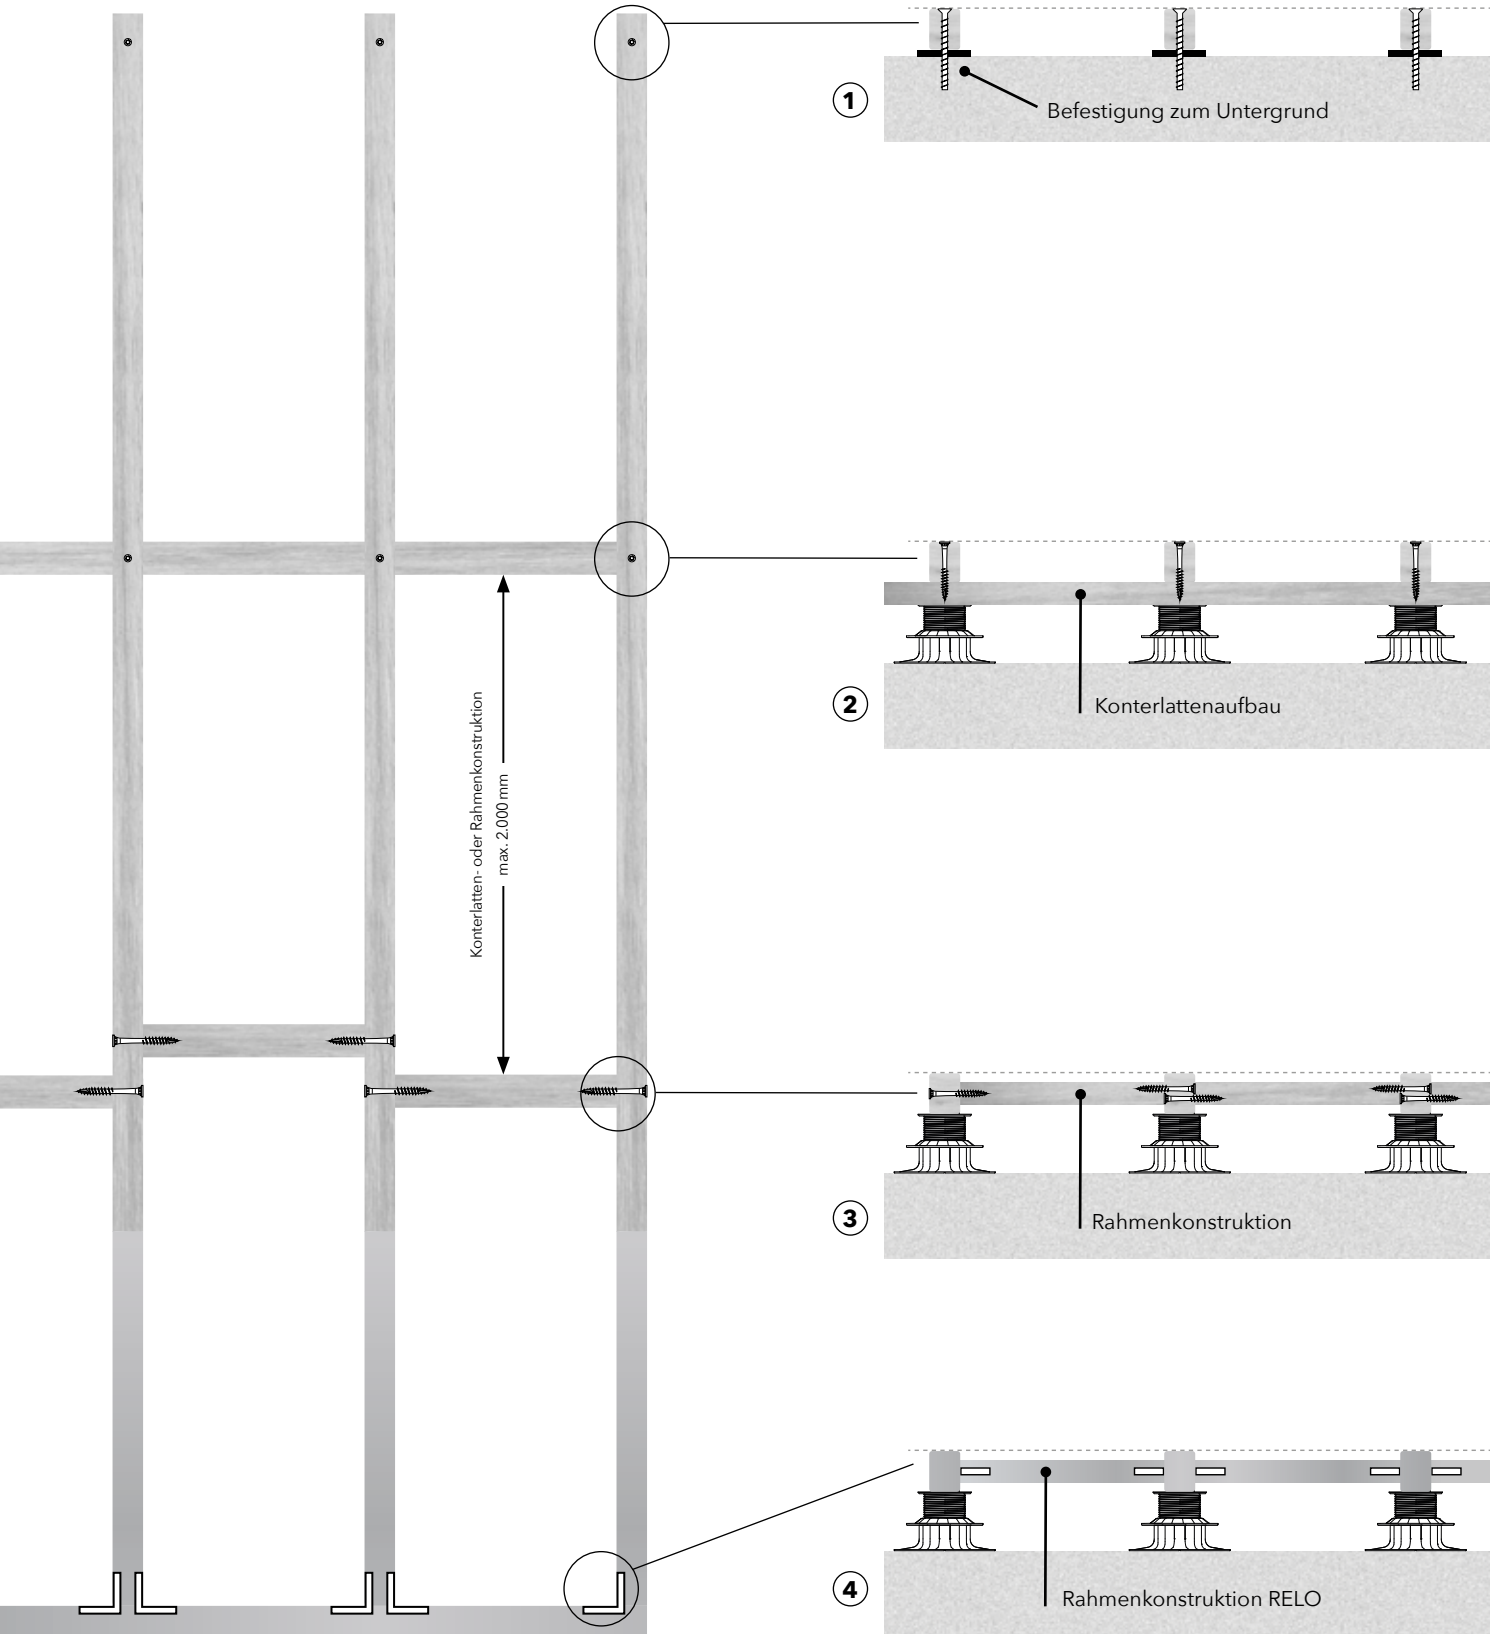 1
Befestigung zum Untergrund
2
Konterlattenaufbau
Konterlatten- oder Rahmenkonstruktion
max. 2.000 mm
3
Rahmenkonstruktion
4
Rahmenkonstruktion RELO